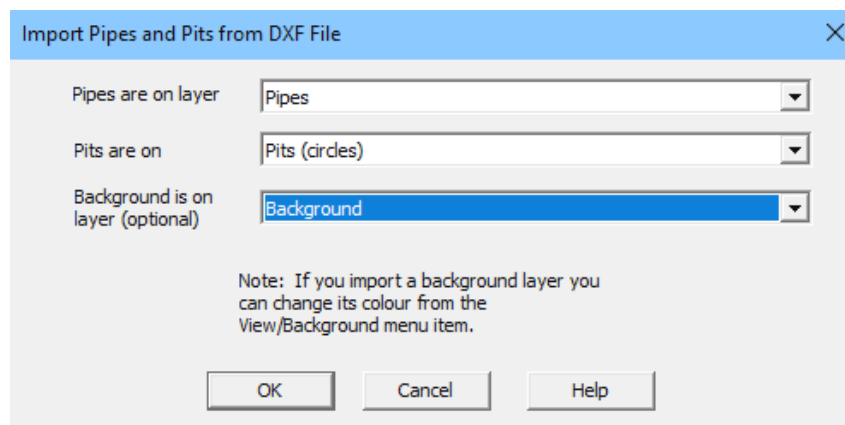 Import Pipes and Pits from DXF File
Pipes are on layer
Pipes
Pits are on
Pits (circles)
Background is on
layer (optional)
Background
Note: If you import a background layer you
can change its colour from the
View/Background menu item.
OK
Cancel
Help